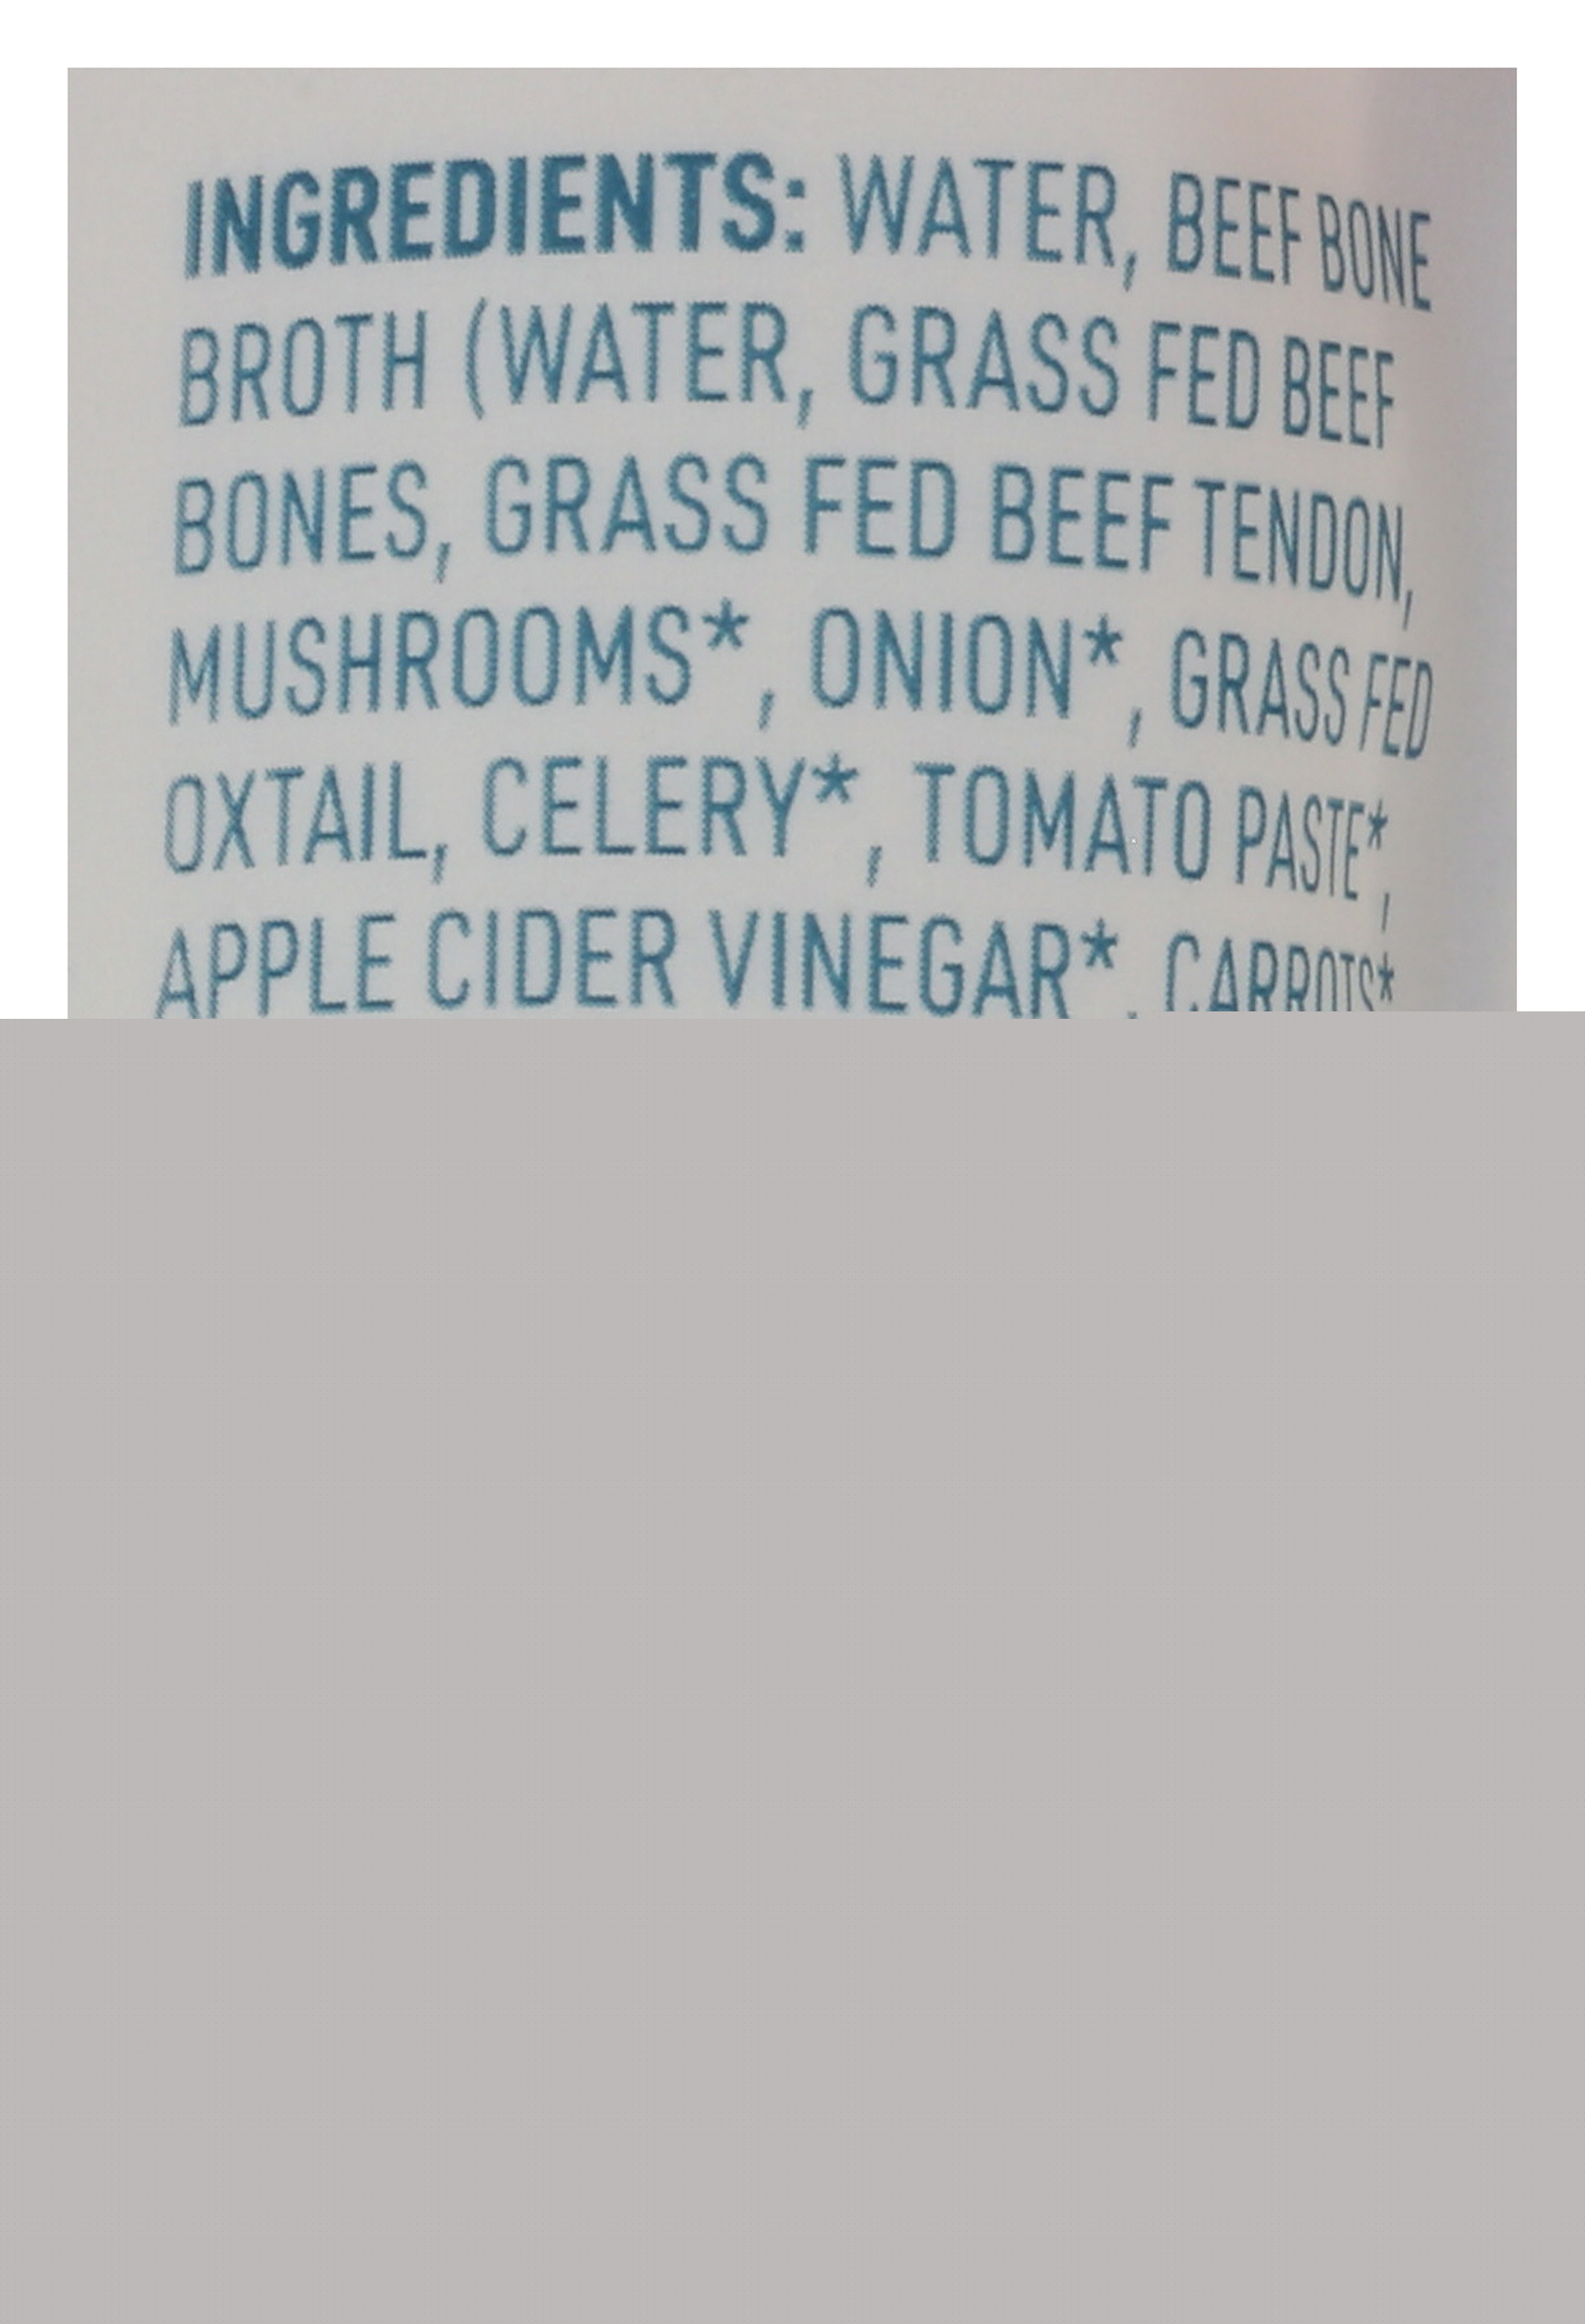 INGREDIENTS: WATER, BEEF BONE
BROTH (WATER, GRASS FED BEEF
BONES, GRASS FED BEEF TENDON,
MUSHROOMS*, ONION*, GRASS FED
OXTAIL, CELERY*, TOMATO PASTE*,
APPLE CIDER VINEGAR*, CARROTS*